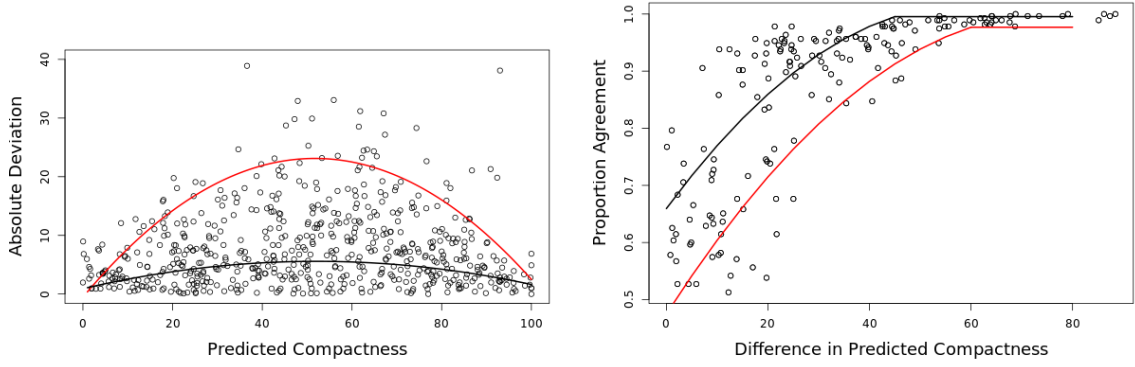 40
30
20
10
0
Absolute Deviation
0 20 40 60 80 100
Predicted Compactness
1.0
0.9
0.8
0.7
0.6
0.5
Proportion Agreement
0 20 40 60 80
Difference in Predicted Compactness